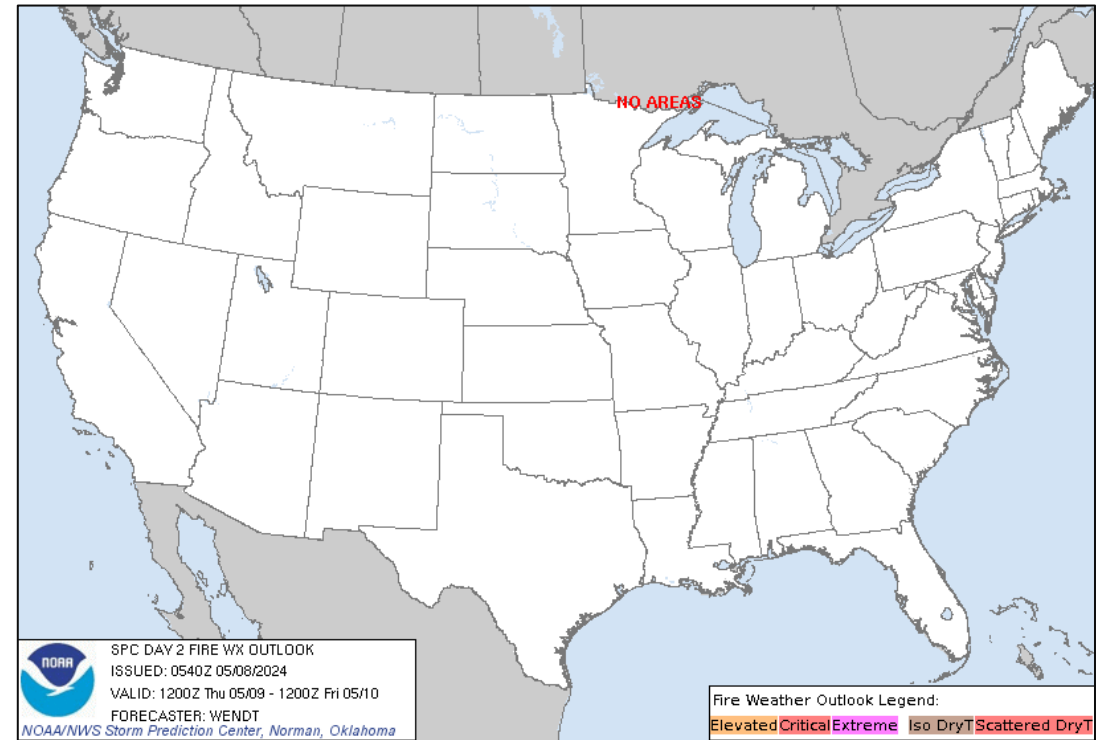 NO AREAS
NOAA
SPC DAY 2 FIRE WX OUTLOOK
ISSUED: 0540Z 05/08/2024
VALID: 1200Z Thu 05/09 - 1200Z Fri 05/10
FORECASTER: WENDT
NOAA/NWS Storm Prediction Center, Norman, Oklahoma
Fire Weather Outlook Legend:
Elevated Critical Extreme Iso DryT Scattered DryT